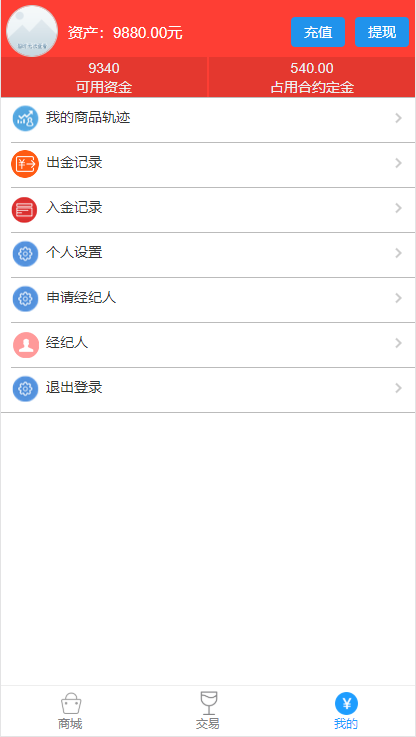 资产：9880.00元
充值
提现
9340
可用资金
540.00
占用合约定金
我的商品轨迹
出金记录
入金记录
个人设置
申请经纪人
经纪人
退出登录
商城
交易
我的